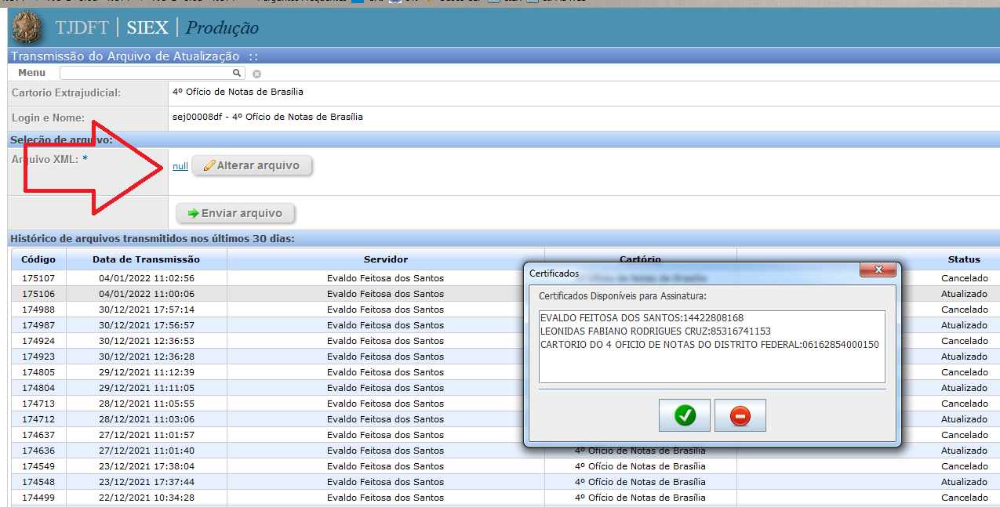 TJDFT | SIEX | Produção
Transmissão do Arquivo de Atualização ::
Menu
Cartorio Extrajudicial: 4º Ofício de Notas de Brasília
Login e Nome: sej00008df - 4º Ofício de Notas de Brasília
Seleção de arquivo:
Arquivo XML: * null Alterar arquivo
Enviar arquivo
Histórico de arquivos transmitidos nos últimos 30 dias:
Código Data de Transmissão Servidor Cartório Status
175107 04/01/2022 11:02:56 Evaldo Feitosa dos Santos 4º Ofício de Notas de Brasília Cancelado
175106 04/01/2022 11:00:06 Evaldo Feitosa dos Santos Atualizado
174988 30/12/2021 17:57:14 Evaldo Feitosa dos Santos Cancelado
174987 30/12/2021 17:56:57 Evaldo Feitosa dos Santos Atualizado
174924 30/12/2021 12:36:53 Evaldo Feitosa dos Santos Cancelado
174923 30/12/2021 12:36:28 Evaldo Feitosa dos Santos Atualizado
174805 29/12/2021 11:12:39 Evaldo Feitosa dos Santos Cancelado
174804 29/12/2021 11:11:05 Evaldo Feitosa dos Santos Atualizado
174713 28/12/2021 11:05:55 Evaldo Feitosa dos Santos Cancelado
174712 28/12/2021 11:03:06 Evaldo Feitosa dos Santos Atualizado
174637 27/12/2021 11:01:57 Evaldo Feitosa dos Santos Cancelado
174636 27/12/2021 11:01:40 Evaldo Feitosa dos Santos 4º Ofício de Notas de Brasília Atualizado
174549 23/12/2021 17:38:04 Evaldo Feitosa dos Santos 4º Ofício de Notas de Brasília Cancelado
174548 23/12/2021 17:37:44 Evaldo Feitosa dos Santos 4º Ofício de Notas de Brasília Atualizado
174499 22/12/2021 10:34:28 Evaldo Feitosa dos Santos 4º Ofício de Notas de Brasília Cancelado
Certificados
Certificados Disponíveis para Assinatura:
EVALDO FEITOSA DOS SANTOS:14422808168
LEONIDAS FABIANO RODRIGUES CRUZ:85316741153
CARTORIO DO 4 OFICIO DE NOTAS DO DISTRITO FEDERAL:06162854000150